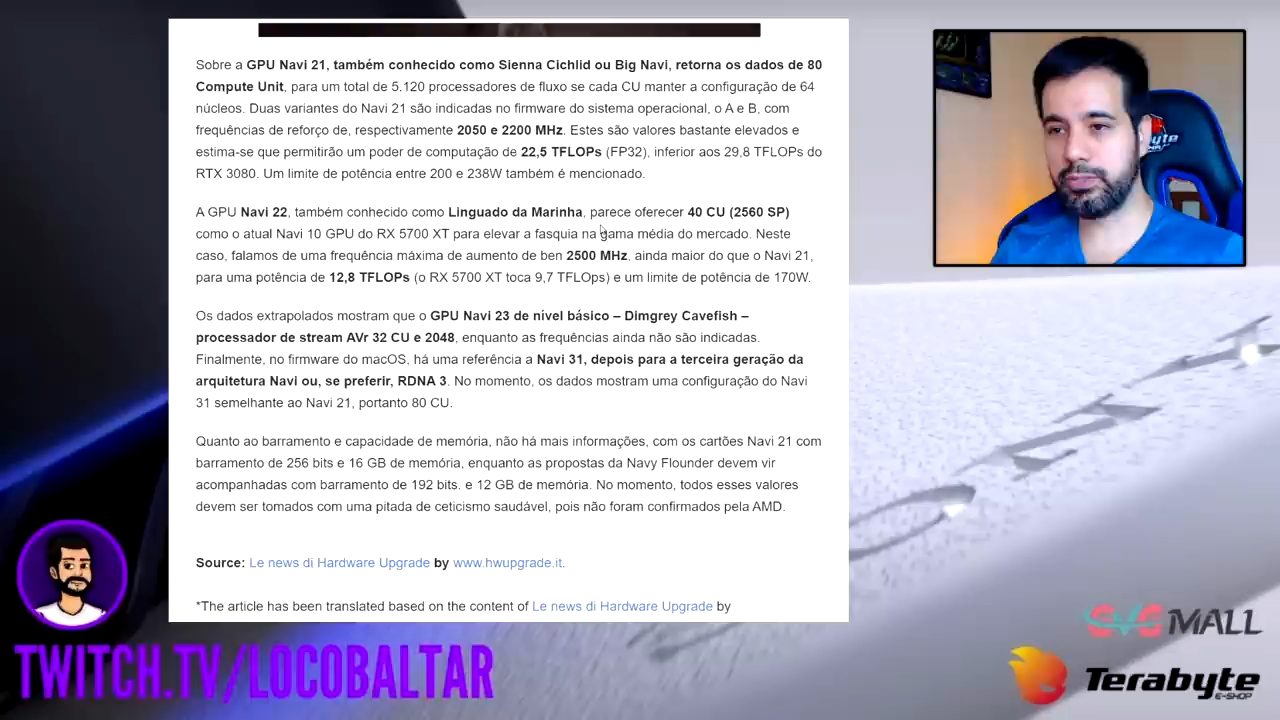 Sobre a GPU Navi 21, também conhecido como Sienna Cichlid ou Big Navi, retorna os dados de 80
Compute Unit, para um total de 5.120 processadores de fluxo se cada CU manter a configuração de 64
núcleos. Duas variantes do Navi 21 são indicadas no firmware do sistema operacional, o A e B, com
frequências de reforço de, respectivamente 2050 e 2200 MHz. Estes são valores bastante elevados e
estima-se que permitirão um poder de computação de 22,5 TFLOPs (FP32), inferior aos 29,8 TFLOPs do
RTX 3080. Um limite de potência entre 200 e 238W também é mencionado.
A GPU Navi 22, também conhecido como Linguado da Marinha, parece oferecer 40 CU (2560 SP)
como o atual Navi 10 GPU do RX 5700 XT para elevar a fasquia na gama média do mercado. Neste
caso, falamos de uma frequência máxima de aumento de ben 2500 MHz, ainda maior do que o Navi 21,
para uma potência de 12,8 TFLOPs (o RX 5700 XT toca 9,7 TFLOps) e um limite de potência de 170W.
Os dados extrapolados mostram que o GPU Navi 23 de nível básico – Dimgrey Cavefish –
processador de stream AVr 32 CU e 2048, enquanto as frequências ainda não são indicadas.
Finalmente, no firmware do macOS, há uma referência a Navi 31, depois para a terceira geração da
arquitetura Navi ou, se preferir, RDNA 3. No momento, os dados mostram uma configuração do Navi
31 semelhante ao Navi 21, portanto 80 CU.
Quanto ao barramento e capacidade de memória, não há mais informações, com os cartões Navi 21 com
barramento de 256 bits e 16 GB de memória, enquanto as propostas da Navy Flounder devem vir
acompanhadas com barramento de 192 bits. e 12 GB de memória. No momento, todos esses valores
devem ser tomados com uma pitada de ceticismo saudável, pois não foram confirmados pela AMD.
Source: Le news di Hardware Upgrade by www.hwupgrade.it.
*The article has been translated based on the content of Le news di Hardware Upgrade by
TWITCH.TV/LOCOBALTAR
GVGMALL
Terabyte
E-SHOP